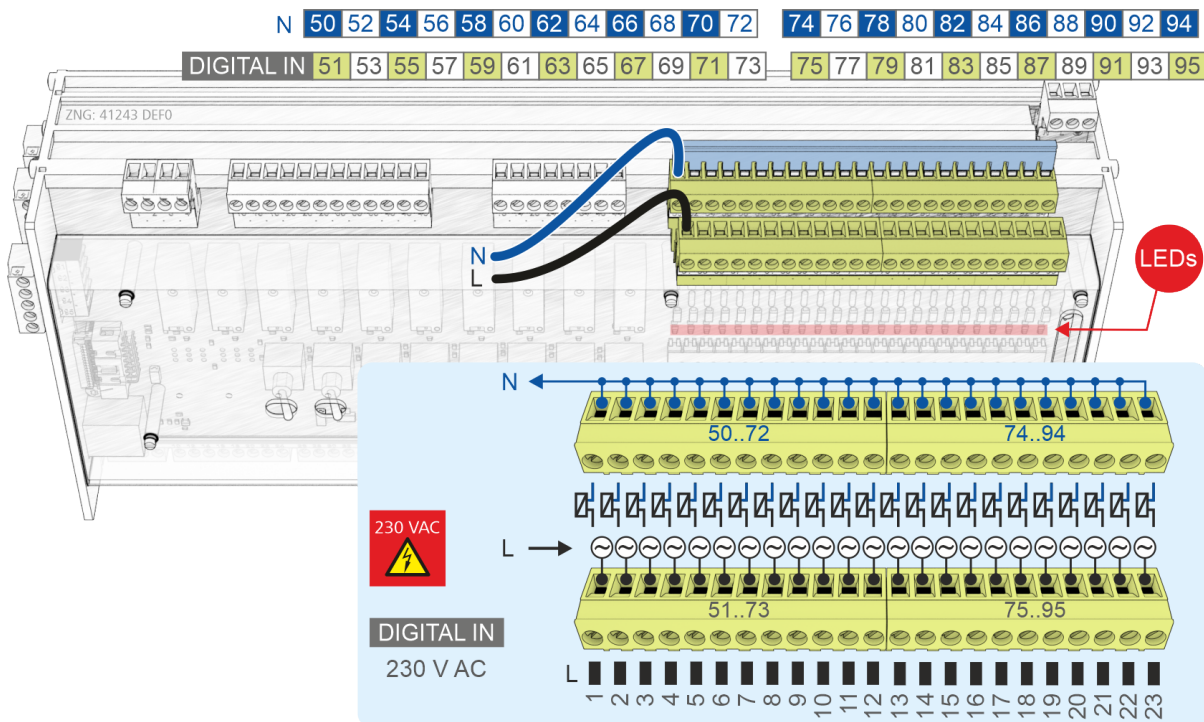 N 50 52 54 56 58 60 62 64 66 68 70 72 74 76 78 80 82 84 86 88 90 92 94
DIGITAL IN 51 53 55 57 59 61 63 65 67 69 71 73 75 77 79 81 83 85 87 89 91 93 95
ZNG: 41243 DEF0
N
L
LEDs
N
50..72 74..94
230 VAC
L
51..73 75..95
DIGITAL IN
230 V AC
L
1 2 3 4 5 6 7 8 9 10 11 12 13 14 15 16 17 18 19 20 21 22 23